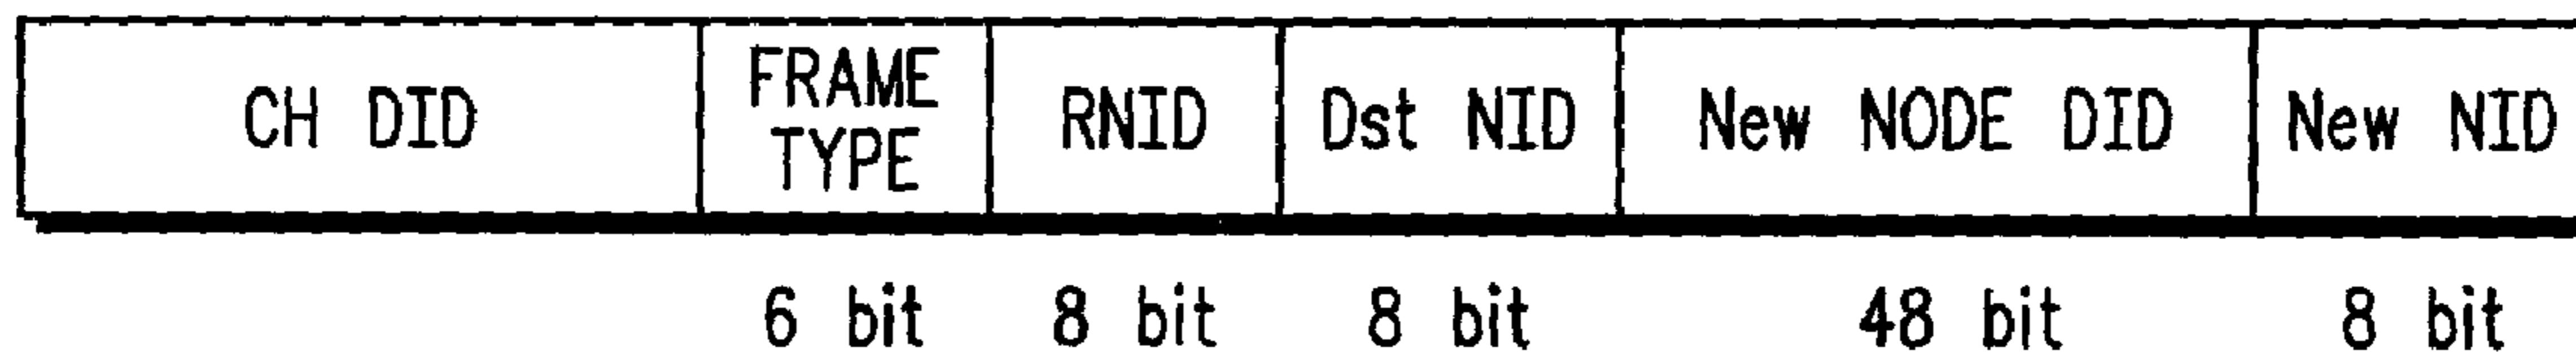 CH DID
FRAME
TYPE
RNID
Dst NID
New NODE DID
New NID
6 bit
8 bit
8 bit
48 bit
8 bit